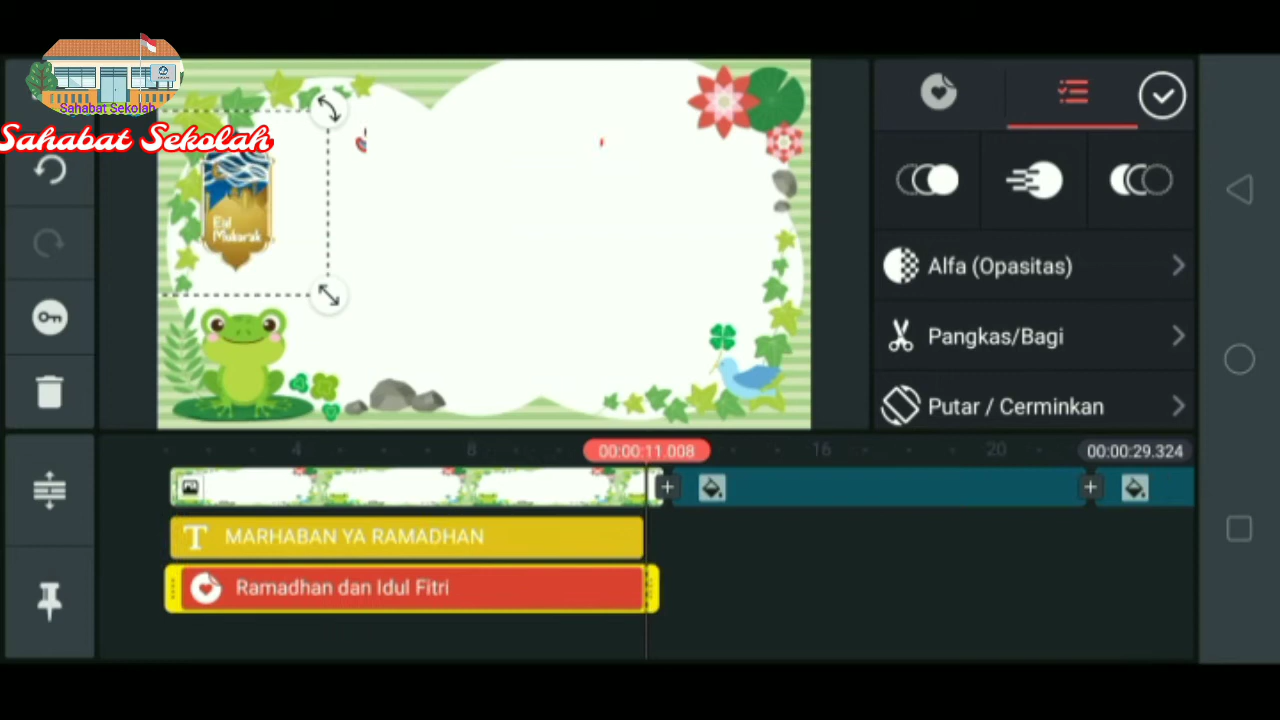 Sahabat Sekolah
Sahabat Sekolah
Eid
Mubarak
Alfa (Opasitas)
Pangkas/Bagi
Putar / Cerminkan
4
8
00:00:11.008
16
20
00:00:29.324
T MARHABAN YA RAMADHAN
Ramadhan dan Idul Fitri